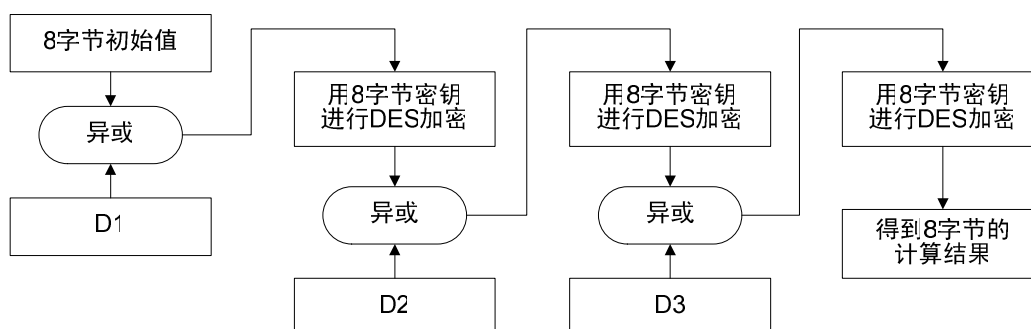 8字节初始值
异或
D1
用8字节密钥
进行DES加密
异或
D2
用8字节密钥
进行DES加密
异或
D3
用8字节密钥
进行DES加密
得到8字节的
计算结果